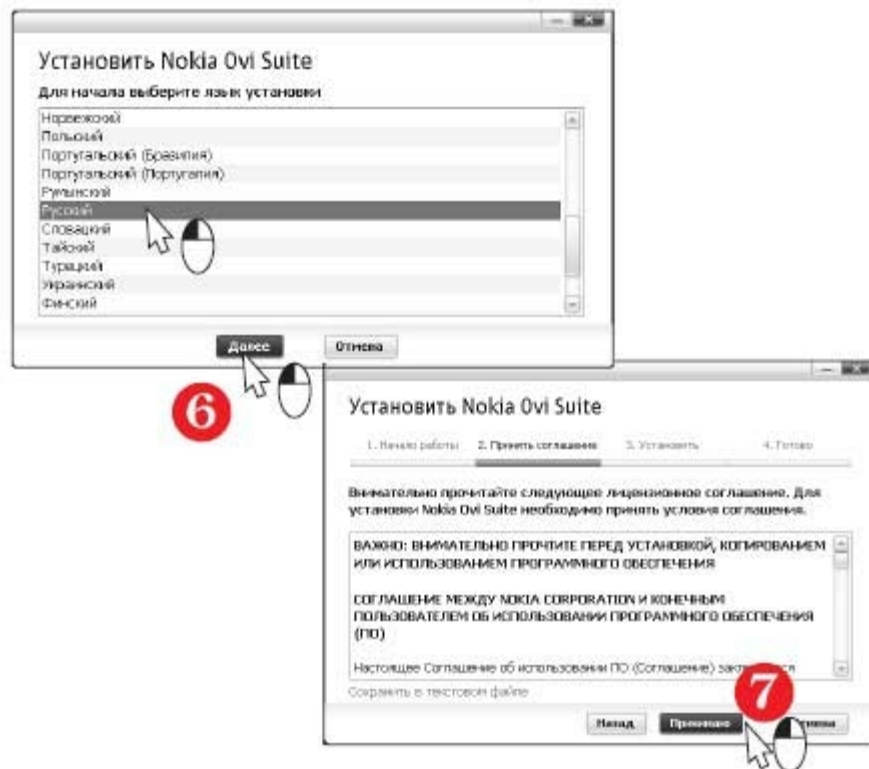 Установить Nokia Ovi Suite
Для начала выберите язык установки
Норвежский
Польский
Португальский (Бразилия)
Португальский (Португалия)
Румынский
Русский
Словацкий
Тайский
Турецкий
Украинский
Финский
Далее
Отмена
6
Установить Nokia Ovi Suite
1. Начало работы 2. Принять соглашение 3. Установить 4. Готово
Внимательно прочитайте следующее лицензионное соглашение. Для
установки Nokia Ovi Suite необходимо принять условия соглашения.
ВАЖНО: ВНИМАТЕЛЬНО ПРОЧТИТЕ ПЕРЕД УСТАНОВКОЙ, КОПИРОВАНИЕМ
ИЛИ ИСПОЛЬЗОВАНИЕМ ПРОГРАММНОГО ОБЕСПЕЧЕНИЯ
СОГЛАШЕНИЕ МЕЖДУ NOKIA CORPORATION И КОНЕЧНЫМ
ПОЛЬЗОВАТЕЛЕМ ОБ ИСПОЛЬЗОВАНИИ ПРОГРАММНОГО ОБЕСПЕЧЕНИЯ
(ПО)
Настоящее Соглашение об использовании ПО (Соглашение)
Сохранить в текстовом файле
7
Назад Принимаю